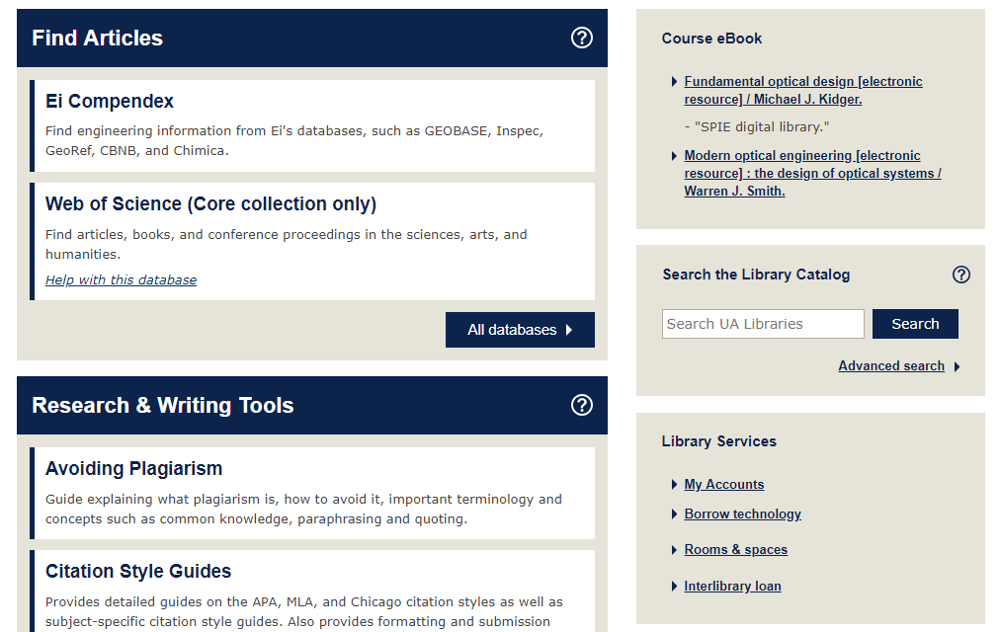 Find Articles
Ei Compendex
Find engineering information from Ei's databases, such as GEOBASE, Inspec,
GeoRef, CBNB, and Chimica.
Web of Science (Core collection only)
Find articles, books, and conference proceedings in the sciences, arts, and
humanities.
Help with this database
All databases
Research & Writing Tools
Avoiding Plagiarism
Guide explaining what plagiarism is, how to avoid it, important terminology and
concepts such as common knowledge, paraphrasing and quoting.
Citation Style Guides
Provides detailed guides on the APA, MLA, and Chicago citation styles as well as
subject-specific citation style guides. Also provides formatting and submission
Course eBook
Fundamental optical design [electronic
resource] / Michael J. Kidger.
- "SPIE digital library."
Modern optical engineering [electronic
resource] : the design of optical systems /
Warren J. Smith.
Search the Library Catalog
Search UA Libraries
Search
Advanced search
Library Services
My Accounts
Borrow technology
Rooms & spaces
Interlibrary loan